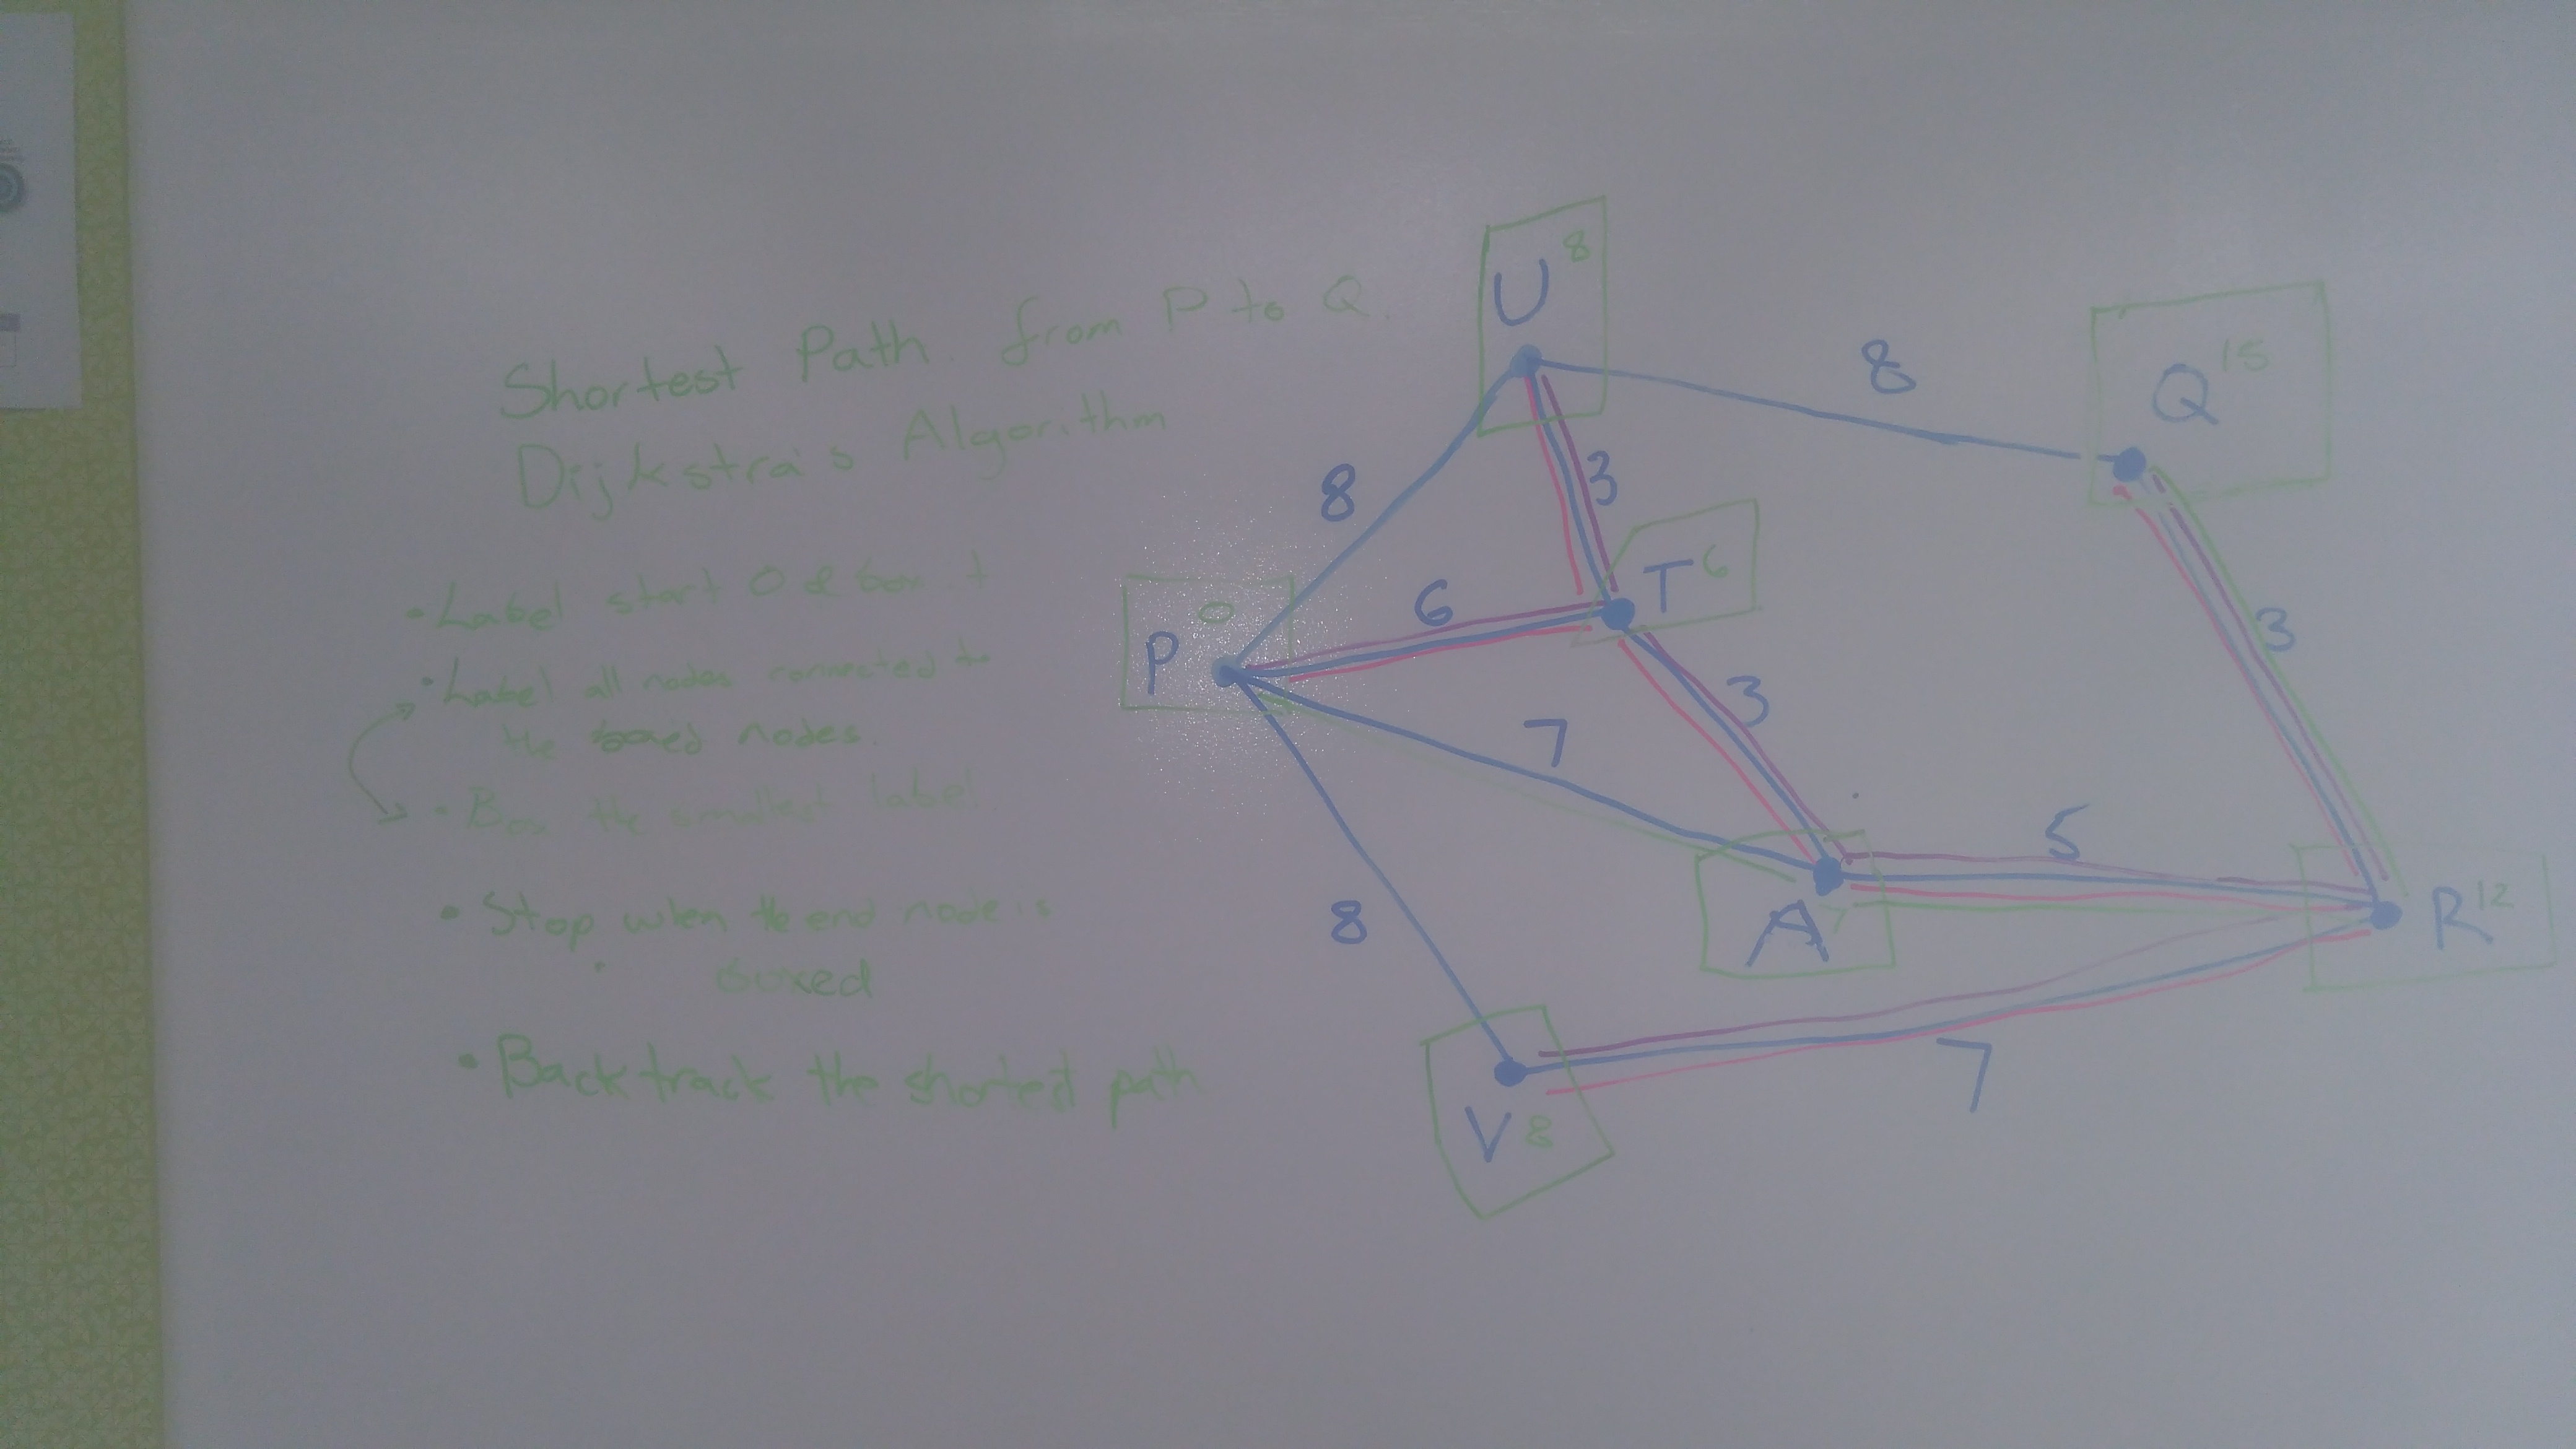 Shortest Path from P to Q.
Dijkstra's Algorithm
• Label start 0 & box it
• Label all nodes connected to
the boxed nodes.
• Box the smallest label
• Stop when the end node is
boxed
• Backtrack the shortest path
U 8
8
Q 15
8
3
T 6
6
0
P
3
3
7
5
A 7
R 12
8
7
V 8